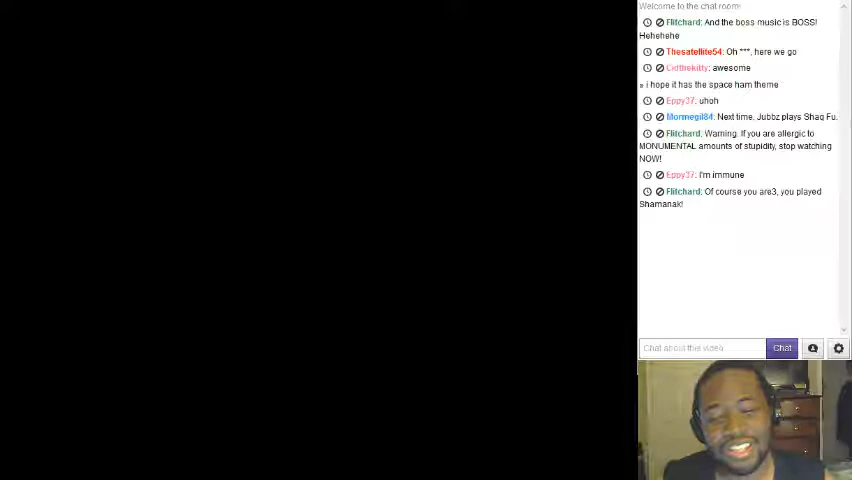 Welcome to the chat room!
Flitchard: And the boss music is BOSS!
Hehehehe
Thesatellite54: Oh ***, here we go
Cidthekitty: awesome
» i hope it has the space ham theme
Eppy37: uhoh
Mormegil84: Next time, Jubbz plays Shaq Fu.
Flitchard: Warning: If you are allergic to
MONUMENTAL amounts of stupidity, stop watching
NOW!
Eppy37: I'm immune
Flitchard: Of course you are3, you played
Shamanak!
Chat about this video...
Chat